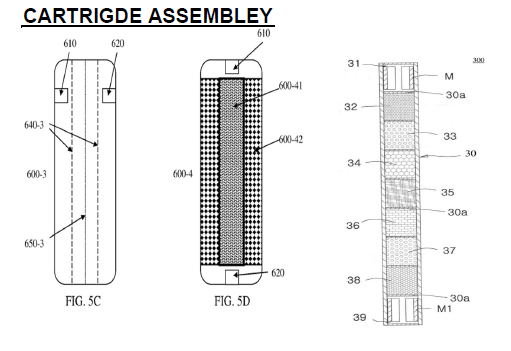 CARTRIGDE ASSEMBLEY
610
620
640-3
600-3
650-3
FIG. 5C
610
600-41
600-42
600-4
620
FIG. 5D
300
31
M
30a
32
33
30
34
35
30a
36
37
38
30a
M1
39